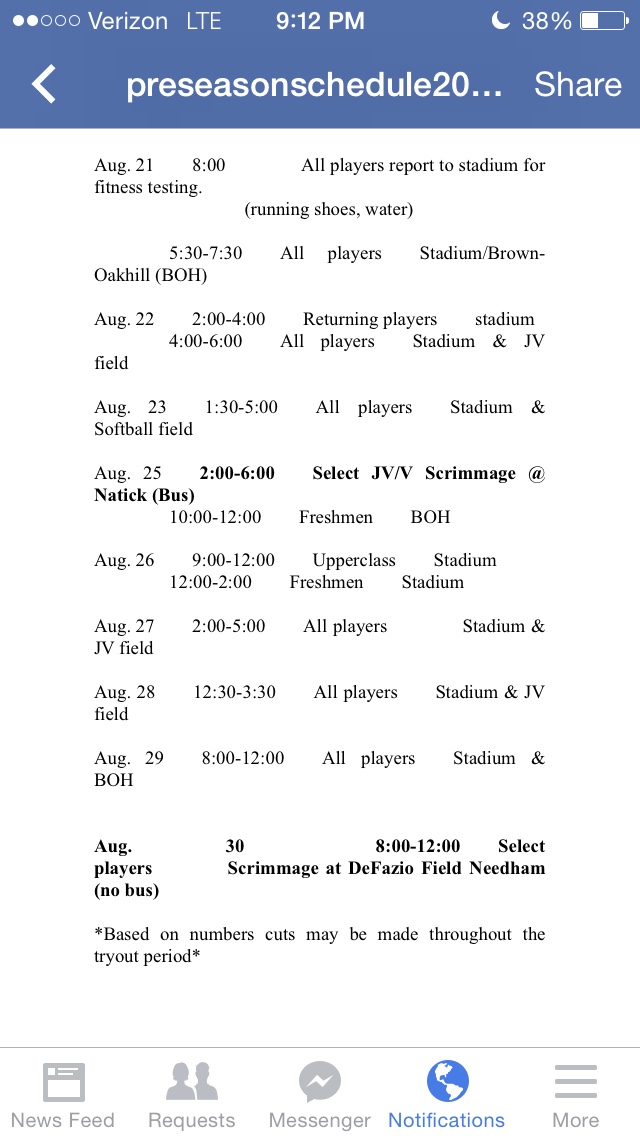 Verizon LTE 9:12 PM 38%
preseasonschedule20... Share
Aug. 21 8:00 All players report to stadium for
fitness testing.
(running shoes, water)
5:30-7:30 All players Stadium/Brown-
Oakhill (BOH)
Aug. 22 2:00-4:00 Returning players stadium
4:00-6:00 All players Stadium & JV
field
Aug. 23 1:30-5:00 All players Stadium &
Softball field
Aug. 25 2:00-6:00 Select JV/V Scrimmage @
Natick (Bus)
10:00-12:00 Freshmen BOH
Aug. 26 9:00-12:00 Upperclass Stadium
12:00-2:00 Freshmen Stadium
Aug. 27 2:00-5:00 All players Stadium &
JV field
Aug. 28 12:30-3:30 All players Stadium & JV
field
Aug. 29 8:00-12:00 All players Stadium &
BOH
Aug. 30 8:00-12:00 Select
players Scrimmage at DeFazio Field Needham
(no bus)
*Based on numbers cuts may be made throughout the
tryout period*
News Feed Requests Messenger Notifications More